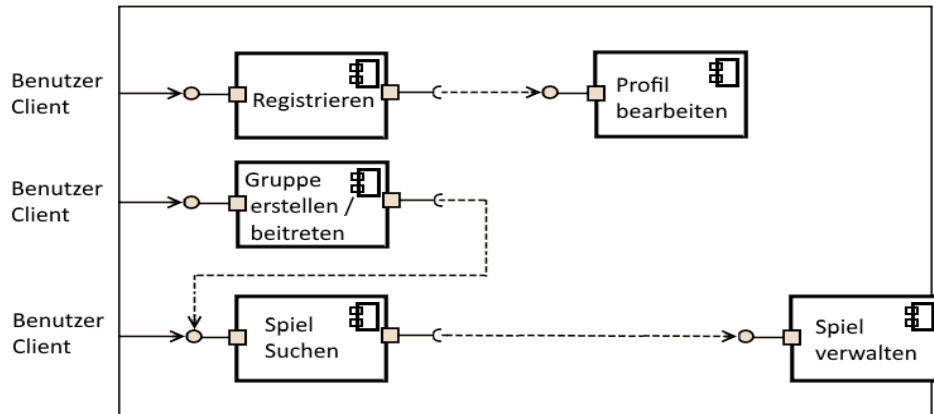 Benutzer
Client
Registrieren
Profil
bearbeiten
Benutzer
Client
Gruppe
erstellen /
beitreten
Benutzer
Client
Spiel
Suchen
Spiel
verwalten